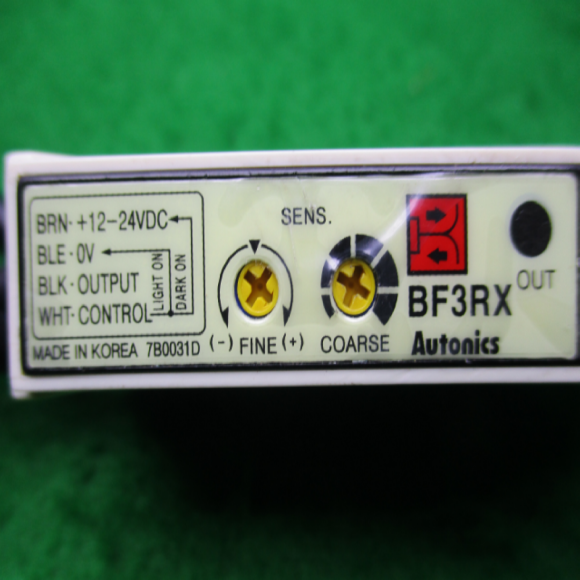 BRN· +12-24VDC
BLE· 0V
BLK· OUTPUT
WHT· CONTROL
LIGHT ON
DARK ON
SENS.
(-) FINE (+)
COARSE
BF3RX
OUT
MADE IN KOREA 7B0031D
Autonics